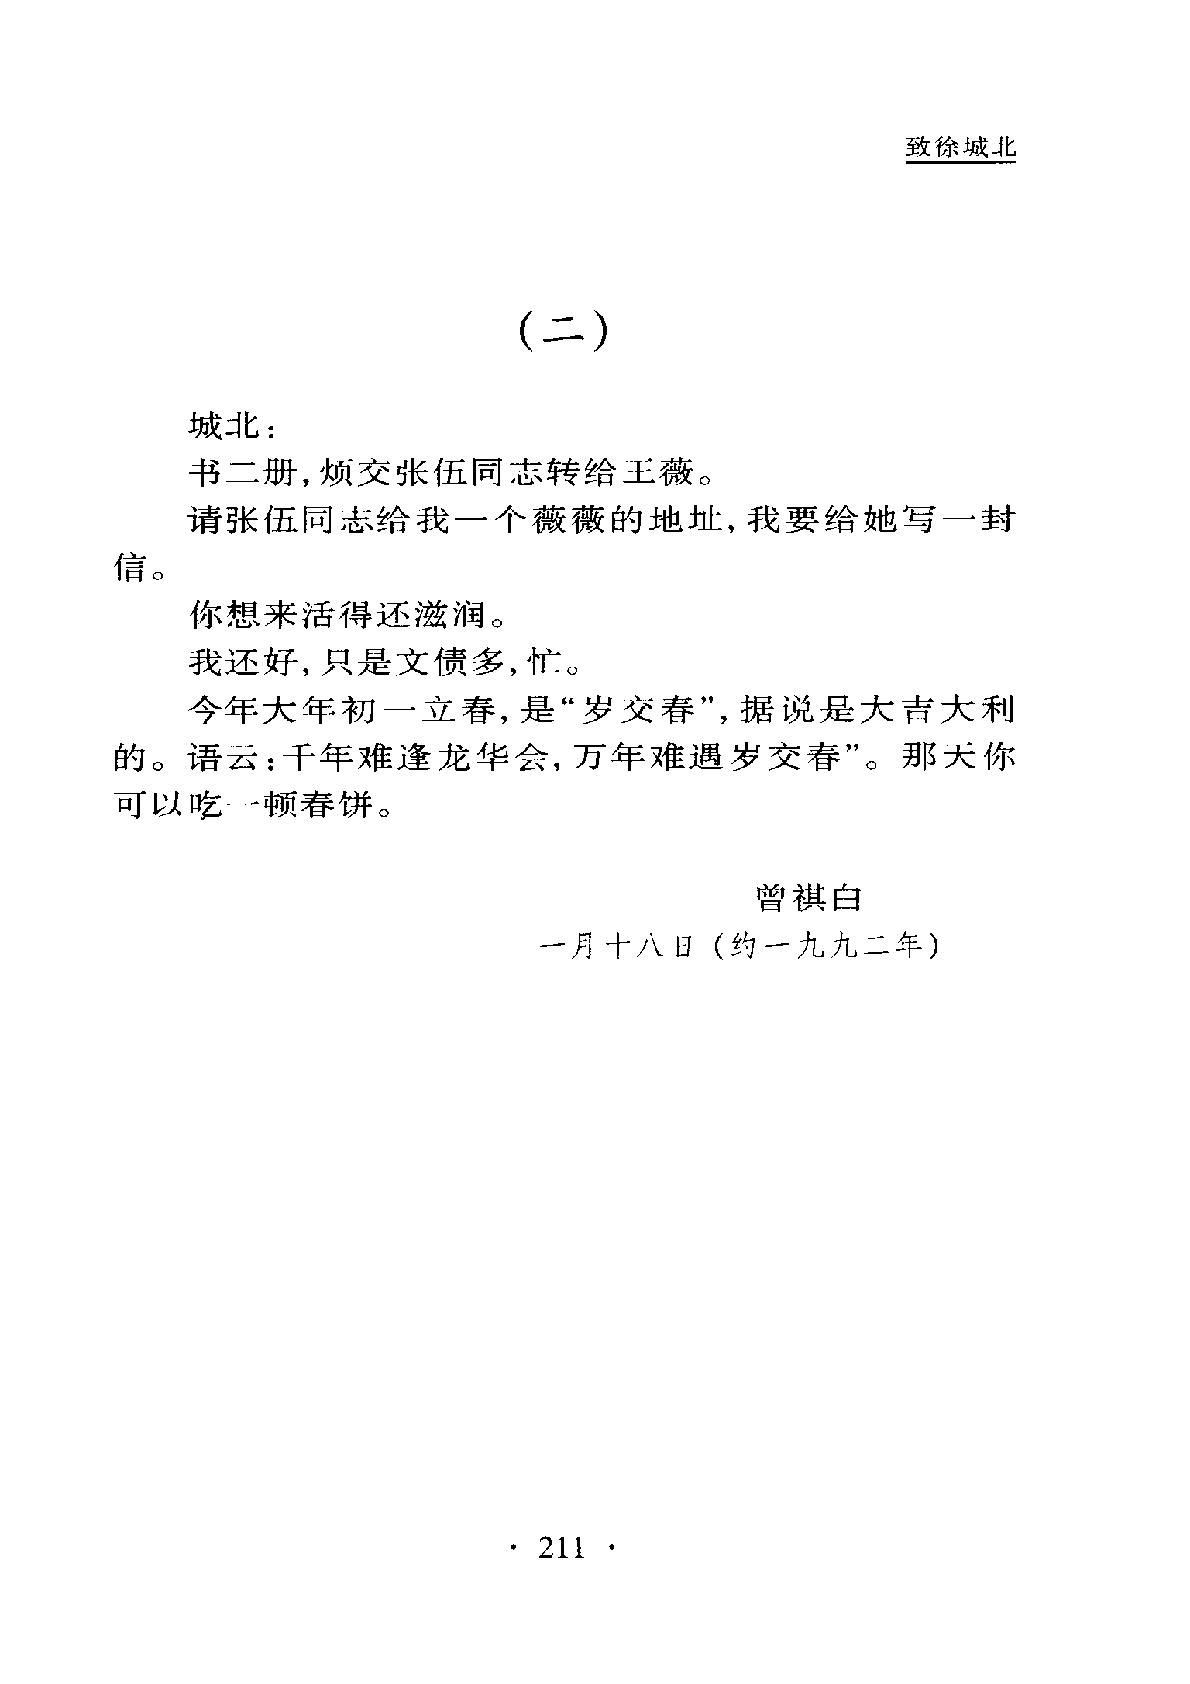 致徐城北
（二）
城北：
书二册，烦交张伍同志转给王薇。
请张伍同志给我一个薇薇的地址，我要给她写一封
信。
你想来活得还滋润。
我还好，只是文债多，忙。
今年大年初一立春，是“岁交春”，据说是大吉大利
的。语云：千年难逢龙华会，万年难遇岁交春”。那天你
可以吃一顿春饼。
曾祺白
一月十八日（约一九九二年）
· 211 ·